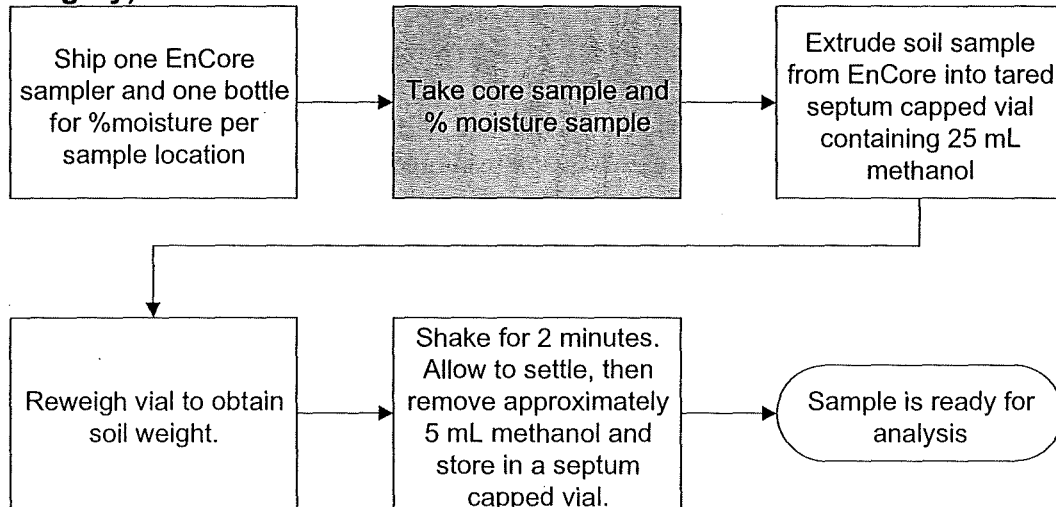 Ship one EnCore
sampler and one bottle
for %moisture per
sample location
Take core sample and
% moisture sample
Extrude soil sample
from EnCore into tared
septum capped vial
containing 25 mL
methanol
Reweigh vial to obtain
soil weight.
Shake for 2 minutes.
Allow to settle, then
remove approximately
5 mL methanol and
store in a septum
capped vial.
Sample is ready for
analysis